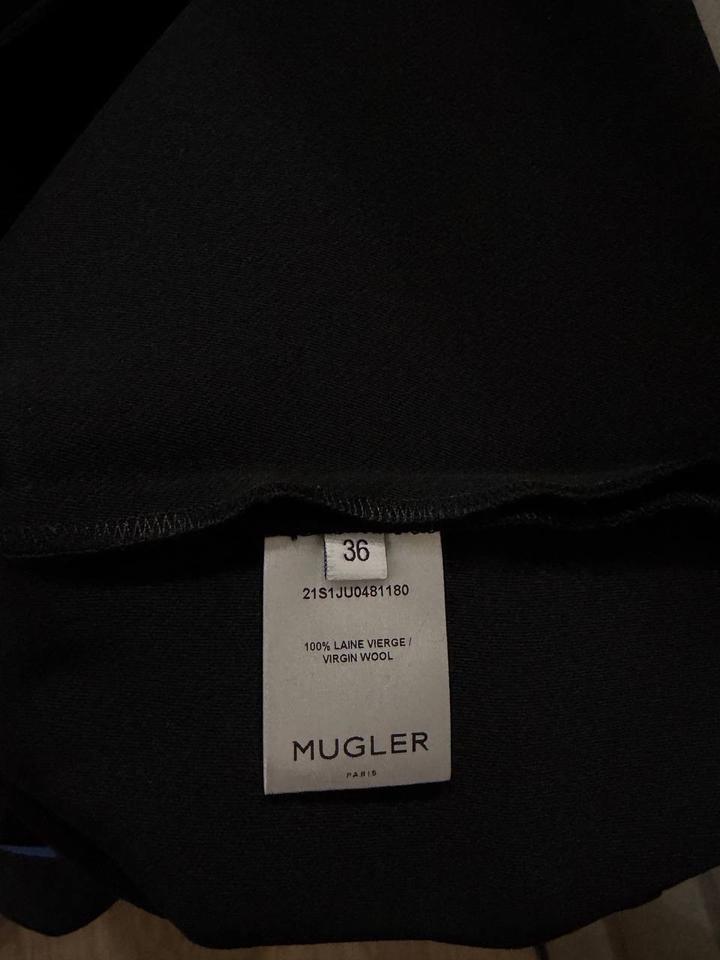 36
21S1JU0481180
100% LAINE VIERGE /
VIRGIN WOOL
MUGLER
PARIS